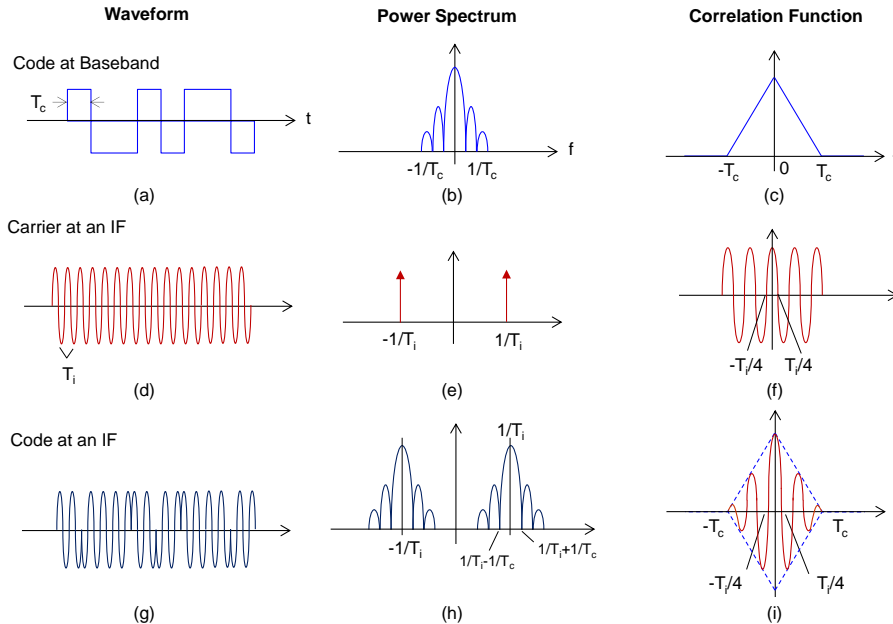 Waveform
Power Spectrum
Correlation Function
Code at Baseband
T_c
t
(a)
f
-1/T_c
1/T_c
(b)
-T_c
0
T_c
(c)
Carrier at an IF
T_i
(d)
-1/T_i
1/T_i
(e)
-T_i/4
T_i/4
(f)
Code at an IF
(g)
1/T_i
-1/T_i
1/T_i-1/T_c
1/T_i+1/T_c
(h)
-T_c
T_c
-T_i/4
T_i/4
(i)